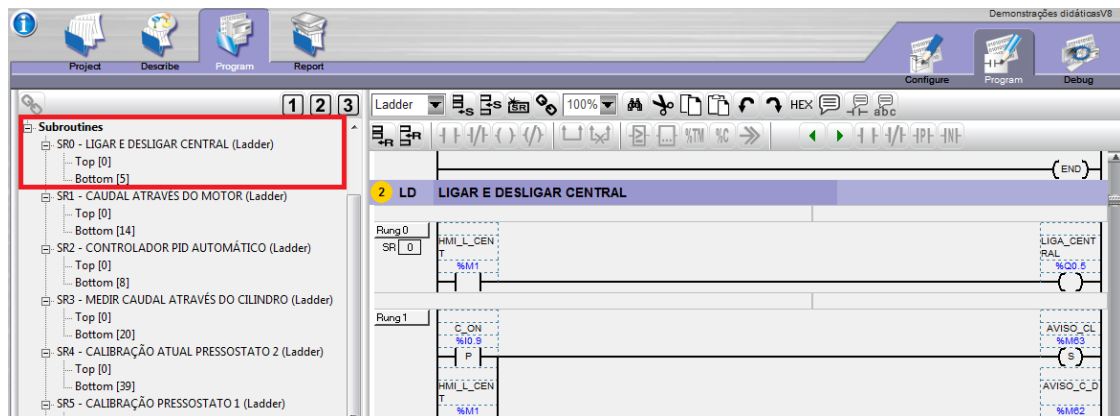 Demonstrações didáticasV8
Project
Describe
Program
Report
Configure
Program
Debug
1 2 3
Ladder
SR
100%
HEX
abc
Subroutines
SR0 - LIGAR E DESLIGAR CENTRAL (Ladder)
Top [0]
Bottom [5]
SR1 - CAUDAL ATRAVÉS DO MOTOR (Ladder)
Top [0]
Bottom [14]
SR2 - CONTROLADOR PID AUTOMÁTICO (Ladder)
Top [0]
Bottom [8]
SR3 - MEDIR CAUDAL ATRAVÉS DO CILINDRO (Ladder)
Top [0]
Bottom [20]
SR4 - CALIBRAÇÃO ATUAL PRESSOSTATO 2 (Ladder)
Top [0]
Bottom [39]
SR5 - CALIBRAÇÃO PRESSOSTATO 1 (Ladder)
%TM
%C
END
2 LD LIGAR E DESLIGAR CENTRAL
Rung 0
SR 0
HMI_L_CEN
T
%M1
LIGA_CENT
RAL
%Q0.5
Rung 1
C_ON
%I0.9
P
AVISO_CL
%M63
S
HMI_L_CEN
T
%M1
AVISO_C_D
%M62